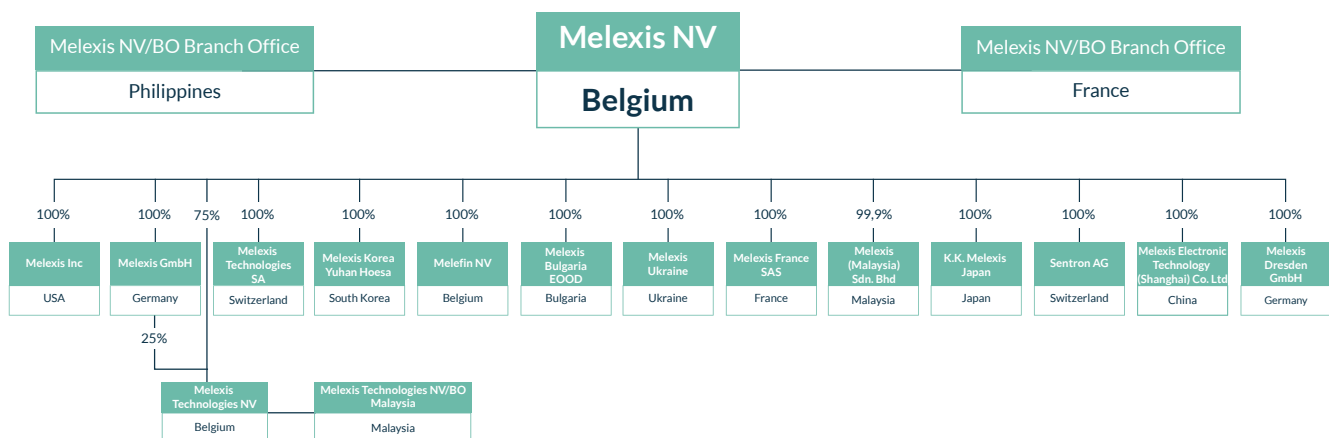 Melexis NV/BO Branch Office
Philippines
Melexis NV
Belgium
Melexis NV/BO Branch Office
France
100%
100%
75%
100%
100%
100%
100%
100%
100%
99,9%
100%
100%
100%
100%
Melexis Inc
USA
Melexis GmbH
Germany
Melexis
Technologies
SA
Switzerland
Melexis Korea
Yuhan Hoesa
South Korea
Melefin NV
Belgium
Melexis
Bulgaria
EOOD
Bulgaria
Melexis
Ukraine
Ukraine
Melexis France
SAS
France
Melexis
(Malaysia)
Sdn. Bhd
Malaysia
K.K. Melexis
Japan
Japan
Sentron AG
Switzerland
Melexis Electronic
Technology
(Shanghai) Co. Ltd
China
Melexis
Dresden
GmbH
Germany
25%
Melexis
Technologies NV
Belgium
Melexis Technologies NV/BO
Malaysia
Malaysia